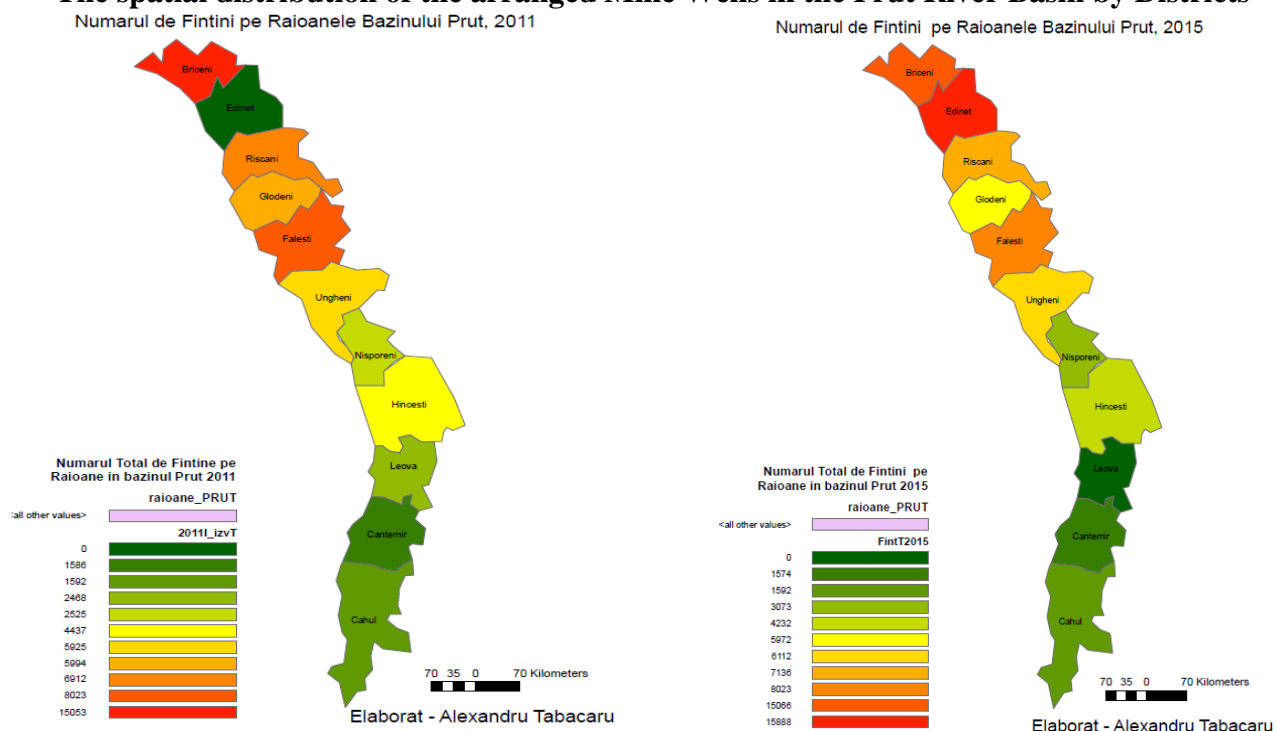 The spatial distribution of the arranged Mine-Wells in the Prut River Basin by Districts
Numarul de Fintini pe Raioanele Bazinului Prut, 2011
Briceni
Edinet
Riscani
Glodeni
Falesti
Ungheni
Nisporeni
Hincesti
Leova
Cantemir
Cahul
Numarul Total de Fintine pe
Raioane in bazinul Prut 2011
raioane_PRUT
<all other values>
2011I_izvT
0
1586
1592
2468
2525
4437
5925
5994
6912
8023
15053
70 35 0 70 Kilometers
Elaborat - Alexandru Tabacaru
Numarul de Fintini pe Raioanele Bazinului Prut, 2015
Briceni
Edinet
Riscani
Glodeni
Falesti
Ungheni
Nisporeni
Hincesti
Leova
Cantemir
Cahul
Numarul Total de Fintini pe
Raioane in bazinul Prut 2015
raioane_PRUT
<all other values>
FintT2015
0
1574
1592
3073
4232
5972
6112
7136
8023
15066
15888
70 35 0 70 Kilometers
Elaborat - Alexandru Tabacaru